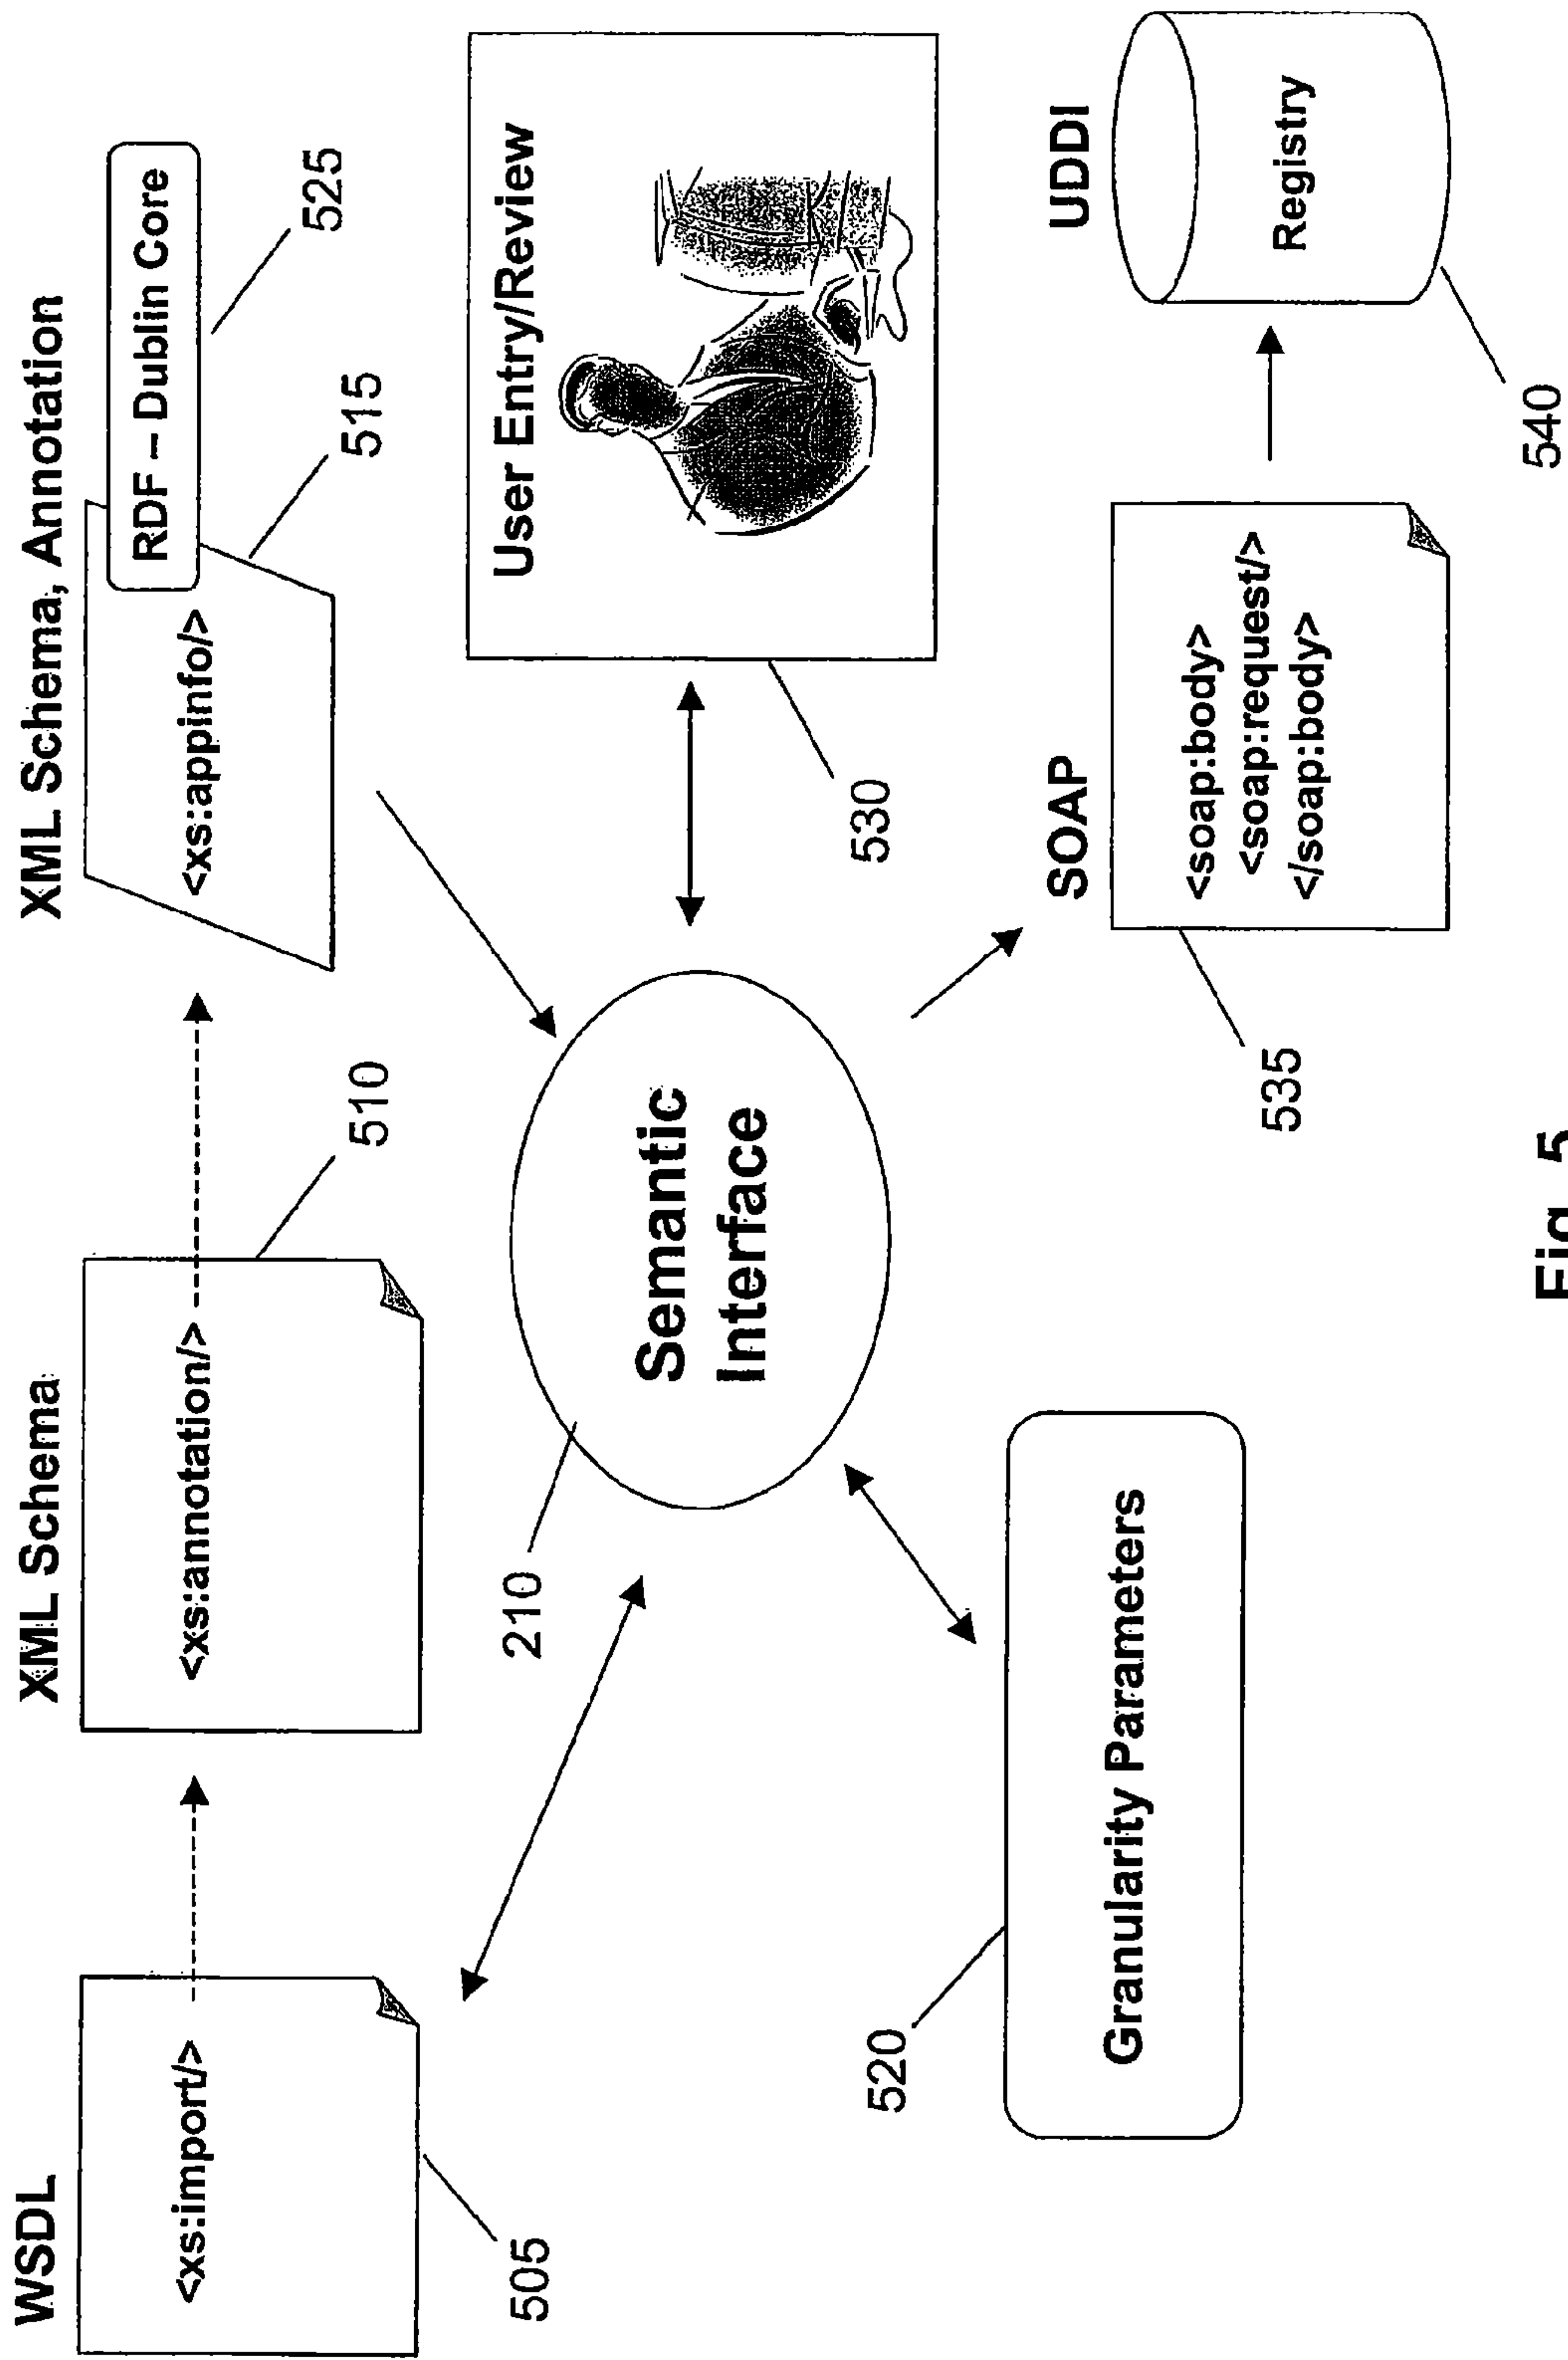 WSDL
<xs:import/>
505
XML Schema
<xs:annotation/>
510
XML Schema, Annotation
<xs:appinfo/>
RDF – Dublin Core
515
525
210
Semantic
Interface
User Entry/Review
530
520
Granularity Parameters
SOAP
<soap:body>
<soap:request/>
</soap:body>
535
UDDI
Registry
540
Fig. 5